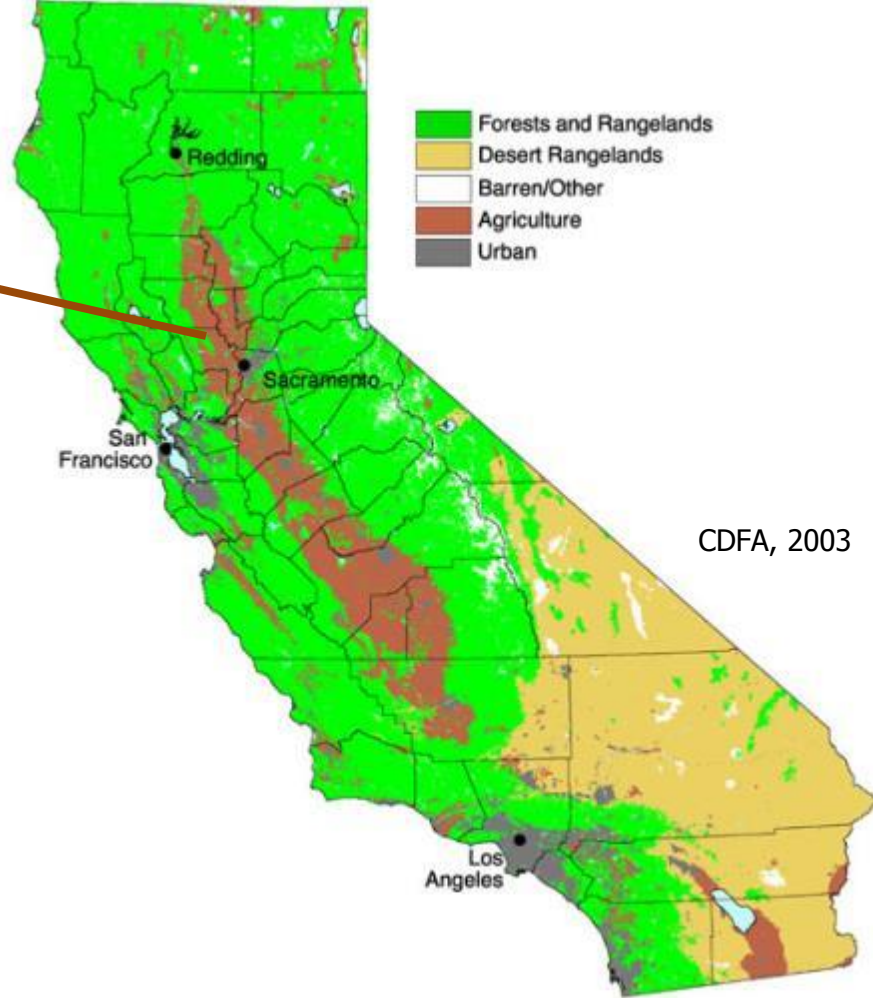 Forests and Rangelands
Desert Rangelands
Barren/Other
Agriculture
Urban
Redding
Sacramento
San
Francisco
CDFA, 2003
Los
Angeles